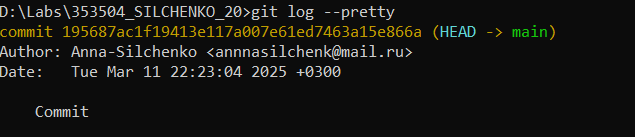 D:\Labs\353504_SILCHENKO_20>git log --pretty
commit 195687ac1f19413e117a007e61ed7463a15e866a (HEAD -> main)
Author: Anna-Silchenko <annnasilchenk@mail.ru>
Date:   Tue Mar 11 22:23:04 2025 +0300
    Commit